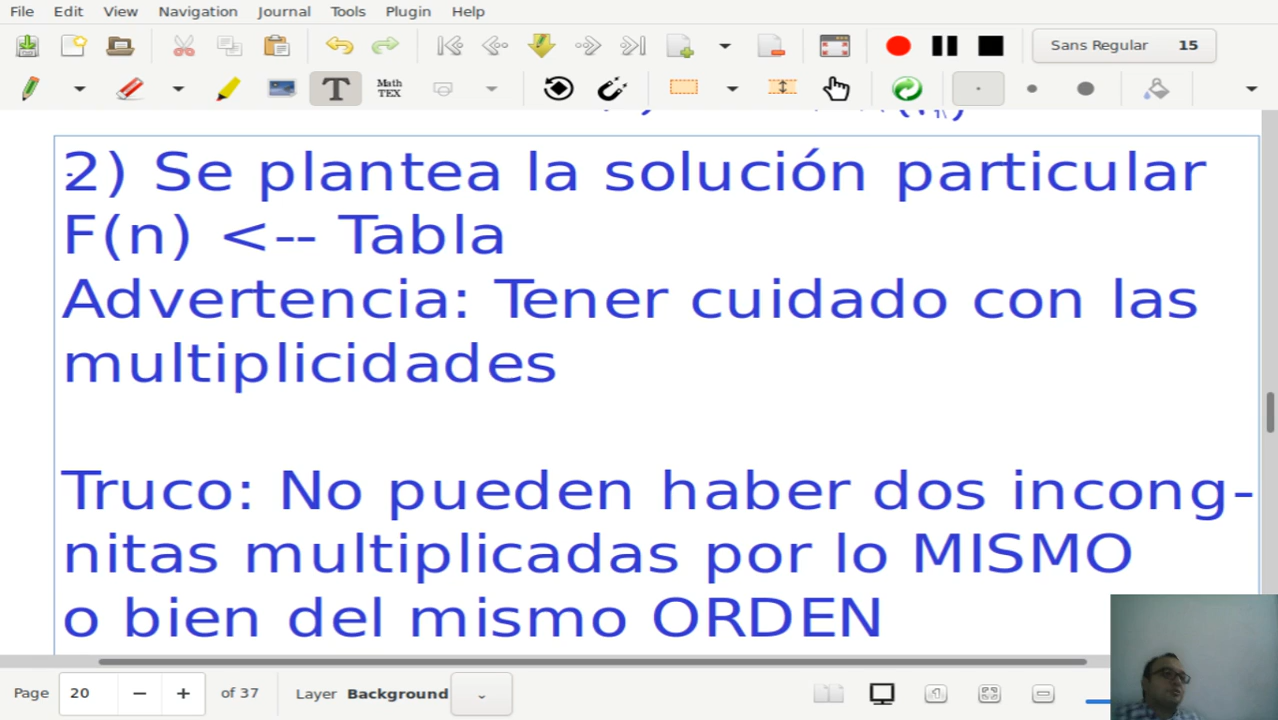 File Edit View Navigation Journal Tools Plugin Help
Sans Regular 15
T Math TEX
2) Se plantea la solución particular
F(n) <-- Tabla
Advertencia: Tener cuidado con las
multiplicidades
Truco: No pueden haber dos incong-
nitas multiplicadas por lo MISMO
o bien del mismo ORDEN
Page 20 of 37 Layer Background